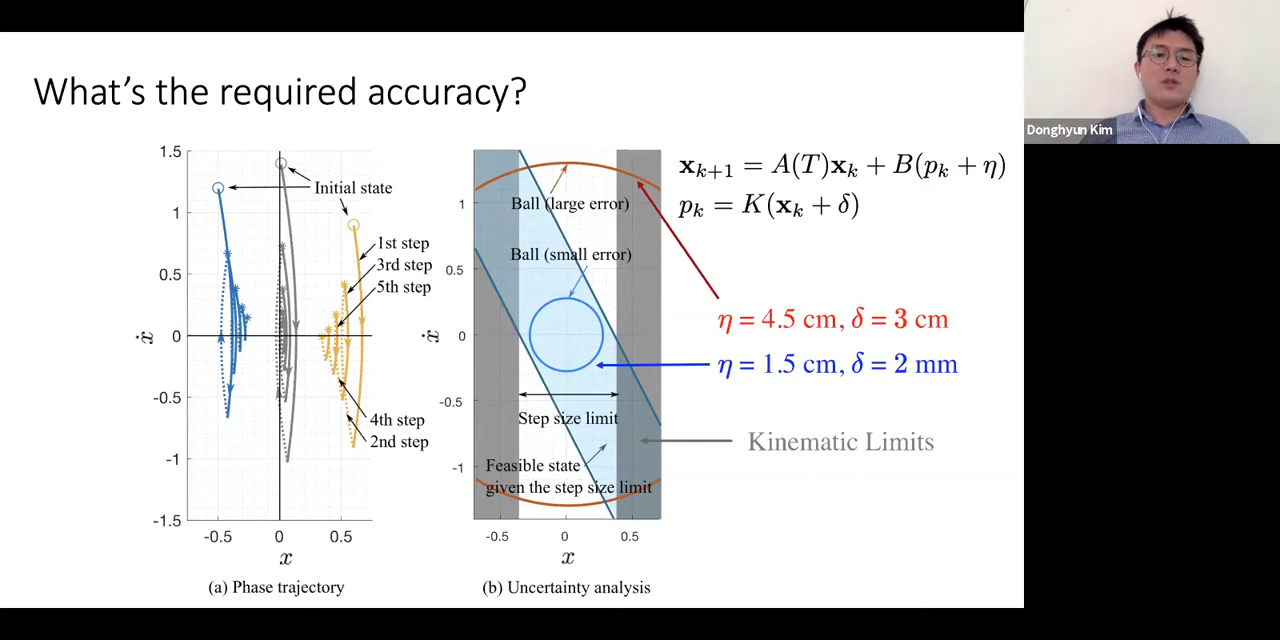 What's the required accuracy?
Donghyun Kim
1.5
1
0.5
0
-0.5
-1
-1.5
ẋ
-0.5
0
0.5
x
Initial state
1st step
3rd step
5th step
4th step
2nd step
(a) Phase trajectory
1
0.5
0
-0.5
-1
ẋ
-0.5
0
0.5
x
Ball (large error)
Ball (small error)
Step size limit
Feasible state
given the step size limit
(b) Uncertainty analysis
x_{k+1} = A(T)x_k + B(p_k + η)
p_k = K(x_k + δ)
η = 4.5 cm, δ = 3 cm
η = 1.5 cm, δ = 2 mm
Kinematic Limits